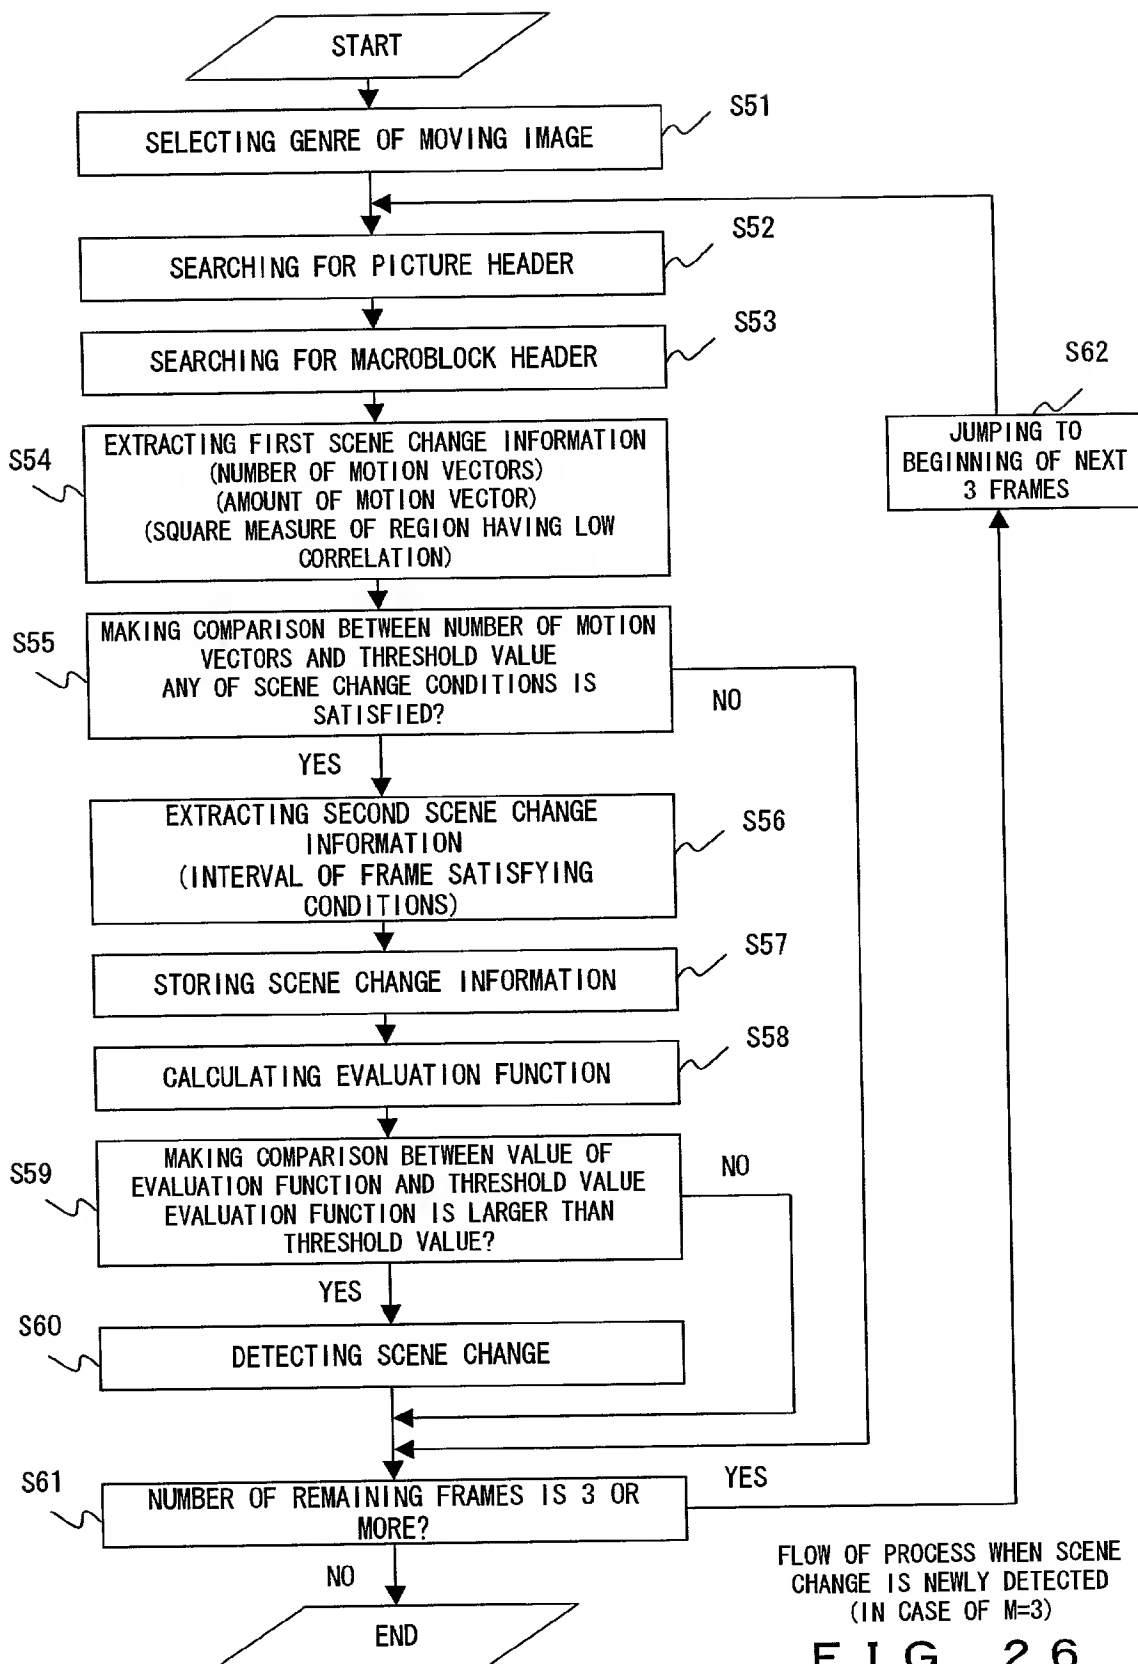 START
S51
SELECTING GENRE OF MOVING IMAGE
S52
SEARCHING FOR PICTURE HEADER
S53
SEARCHING FOR MACROBLOCK HEADER
S62
JUMPING TO
BEGINNING OF NEXT
3 FRAMES
S54
EXTRACTING FIRST SCENE CHANGE INFORMATION
(NUMBER OF MOTION VECTORS)
(AMOUNT OF MOTION VECTOR)
(SQUARE MEASURE OF REGION HAVING LOW
CORRELATION)
S55
MAKING COMPARISON BETWEEN NUMBER OF MOTION
VECTORS AND THRESHOLD VALUE
ANY OF SCENE CHANGE CONDITIONS IS
SATISFIED?
NO
YES
EXTRACTING SECOND SCENE CHANGE
INFORMATION
(INTERVAL OF FRAME SATISFYING
CONDITIONS)
S56
S57
STORING SCENE CHANGE INFORMATION
S58
CALCULATING EVALUATION FUNCTION
S59
MAKING COMPARISON BETWEEN VALUE OF
EVALUATION FUNCTION AND THRESHOLD VALUE
EVALUATION FUNCTION IS LARGER THAN
THRESHOLD VALUE?
NO
YES
S60
DETECTING SCENE CHANGE
S61
NUMBER OF REMAINING FRAMES IS 3 OR
MORE?
YES
NO
END
FLOW OF PROCESS WHEN SCENE
CHANGE IS NEWLY DETECTED
(IN CASE OF M=3)
FIG. 26